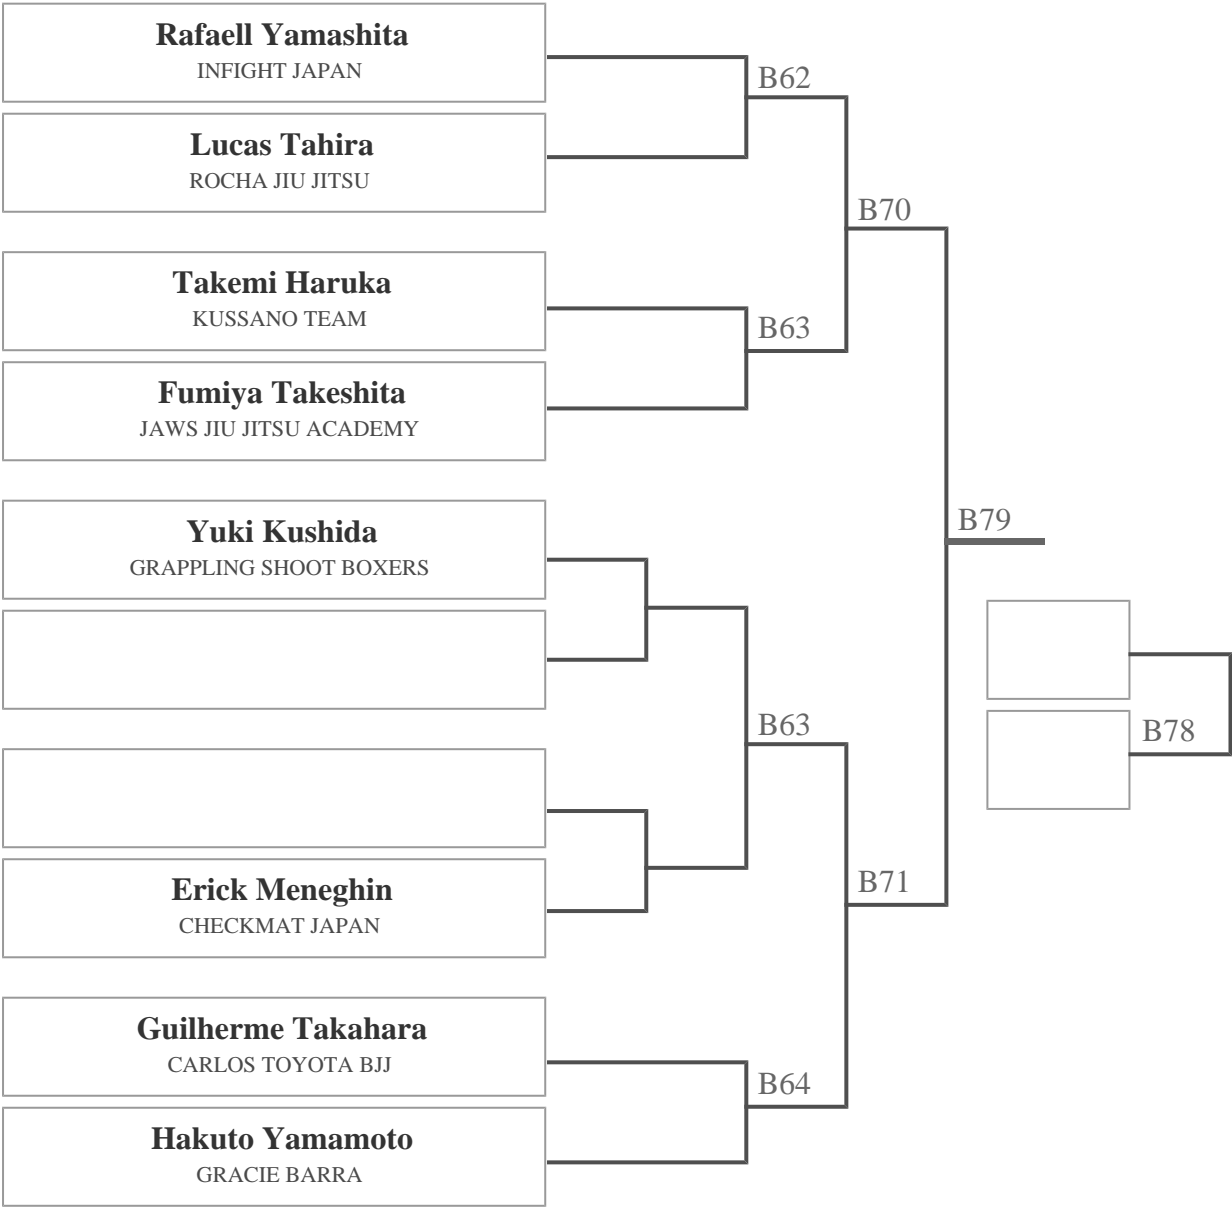 Rafaell Yamashita
INFIGHT JAPAN
B62
Lucas Tahira
ROCHA JIU JITSU
B70
Takemi Haruka
KUSSANO TEAM
B63
Fumiya Takeshita
JAWS JIU JITSU ACADEMY
Yuki Kushida
GRAPPLING SHOOT BOXERS
B79
B63
B78
Erick Meneghin
CHECKMAT JAPAN
B71
Guilherme Takahara
CARLOS TOYOTA BJJ
B64
Hakuto Yamamoto
GRACIE BARRA